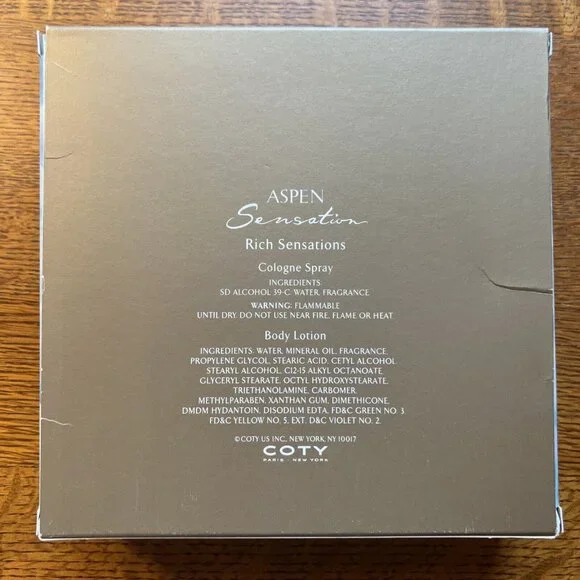 ASPEN
Sensation
Rich Sensations
Cologne Spray
INGREDIENTS
SD ALCOHOL 39-C, WATER, FRAGRANCE
WARNING: FLAMMABLE
UNTIL DRY. DO NOT USE NEAR FIRE, FLAME OR HEAT
Body Lotion
INGREDIENTS: WATER, MINERAL OIL, FRAGRANCE,
PROPYLENE GLYCOL, STEARIC ACID, CETYL ALCOHOL
STEARYL ALCOHOL, C12-15 ALKYL OCTANOATE,
GLYCERYL STEARATE, OCTYL HYDROXYSTEARATE,
TRIETHANOLAMINE, CARBOMER,
METHYLPARABEN, XANTHAN GUM, DIMETHICONE,
DMDM HYDANTOIN, DISODIUM EDTA, FD&C GREEN NO. 3
FD&C YELLOW NO. 5, EXT. D&C VIOLET NO. 2.
© COTY US INC., NEW YORK, NY 10017
COTY
PARIS · NEW YORK